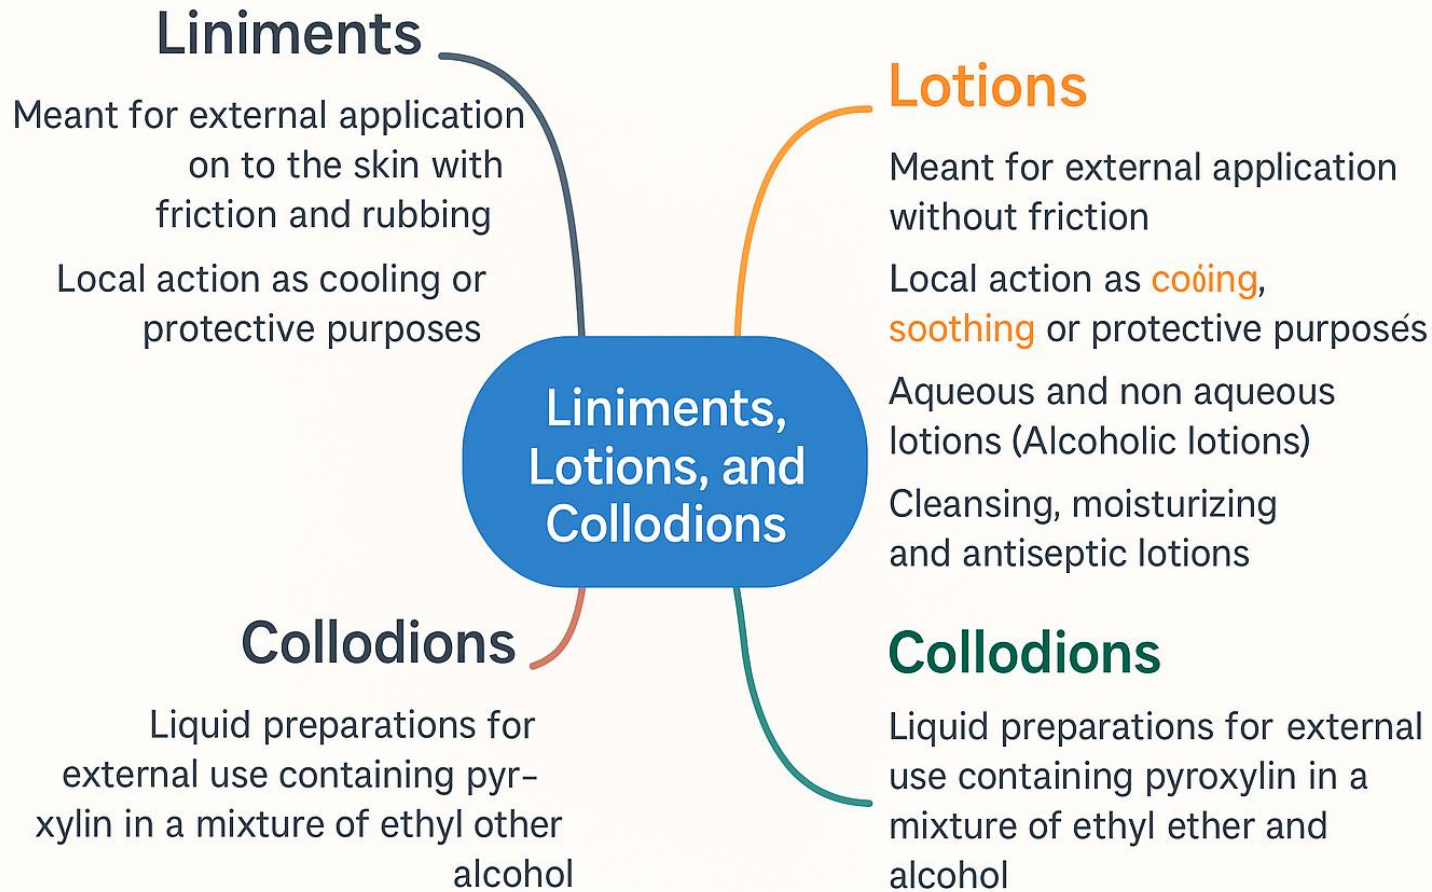 Liniments
Meant for external application
on to the skin with
friction and rubbing
Local action as cooling or
protective purposes
Lotions
Meant for external application
without friction
Local action as coóing,
soothing or protective purposés
Aqueous and non aqueous
lotions (Alcoholic lotions)
Cleansing, moisturizing
and antiseptic lotions
Liniments,
Lotions, and
Collodions
Collodions
Liquid preparations for
external use containing pyr–
xylin in a mixture of ethyl other
alcohol
Collodions
Liquid preparations for external
use containing pyroxylin in a
mixture of ethyl ether and
alcohol